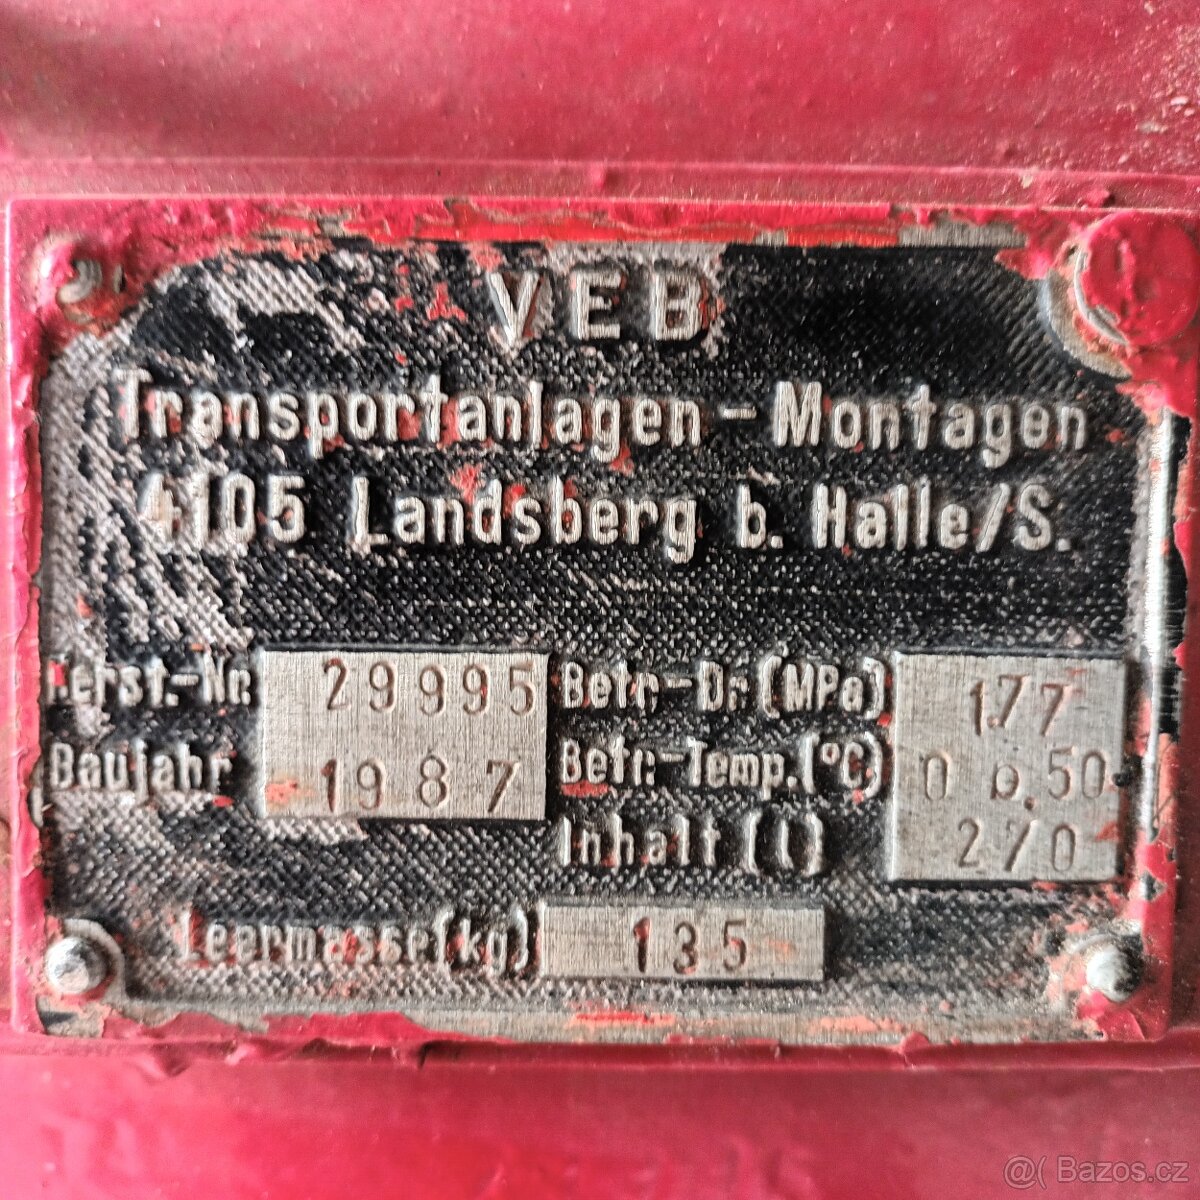 VEB
Transportanlagen-Montagen
4105 Landsberg b. Halle/S.
Herst.-Nr. 29995 Betr.-Dr. (MPa) 1.77
Baujahr 1987 Betr.-Temp. (°C) 0 b. 50
Inhalt (l) 270
Leermasse (kg) 135
@( Bazos.cz